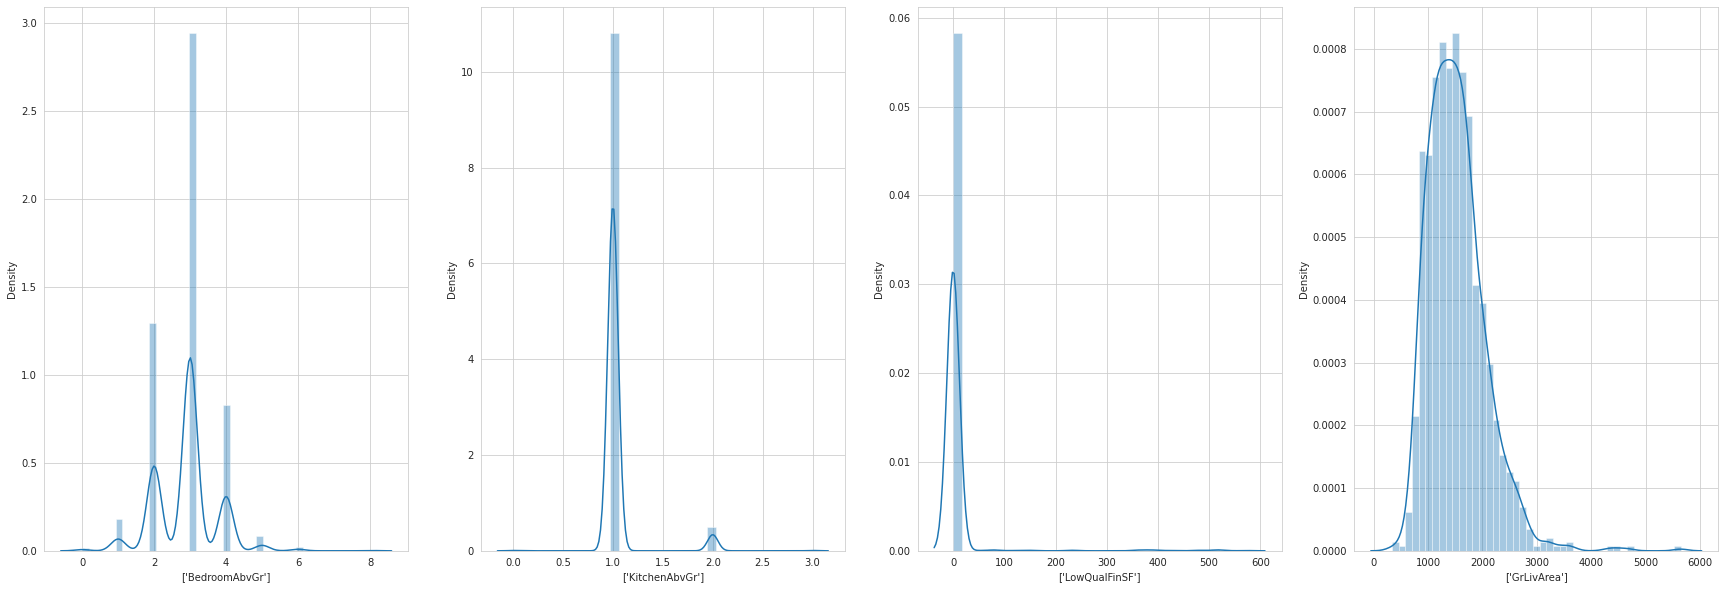 3.0
2.5
2.0
1.5
1.0
0.5
0.0
Density
0 2 4 6 8
['BedroomAbvGr']
10
8
6
4
2
0
Density
0.0 0.5 1.0 1.5 2.0 2.5 3.0
['KitchenAbvGr']
0.06
0.05
0.04
0.03
0.02
0.01
0.00
Density
0 100 200 300 400 500 600
['LowQualFinSF']
0.0008
0.0007
0.0006
0.0005
0.0004
0.0003
0.0002
0.0001
0.0000
Density
0 1000 2000 3000 4000 5000 6000
['GrLivArea']